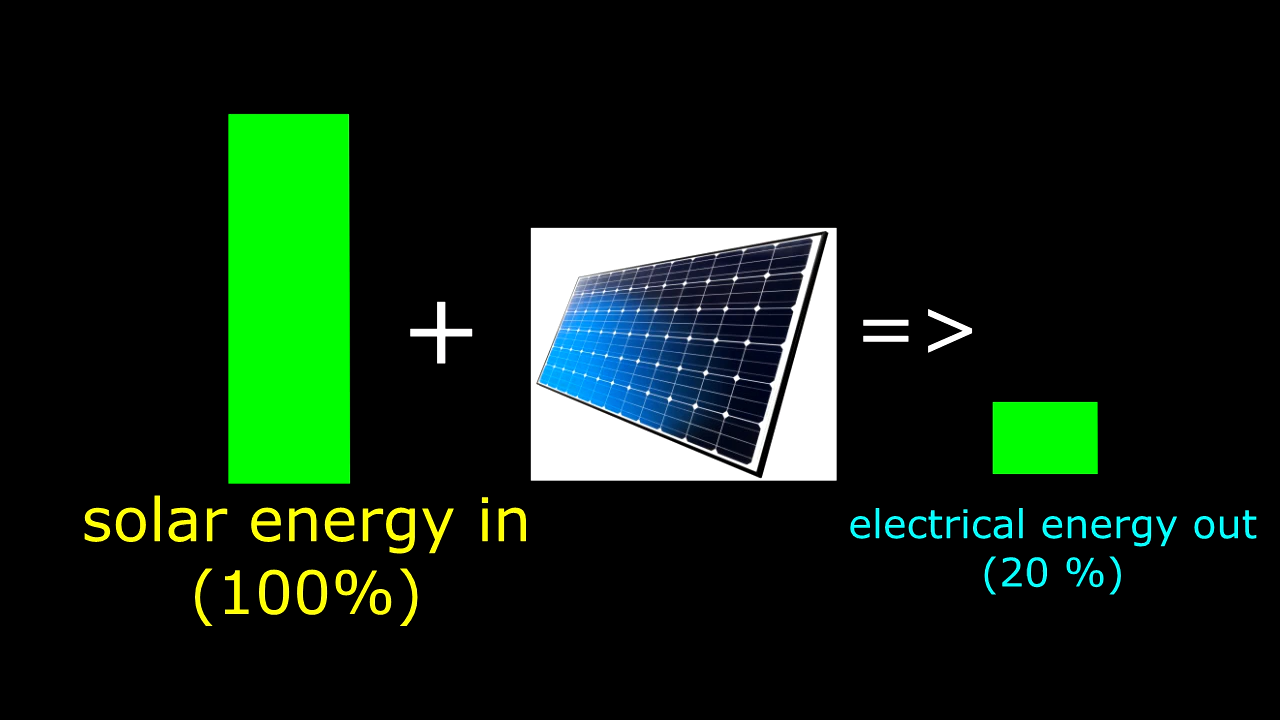 +
=>
solar energy in
(100%)
electrical energy out
(20 %)